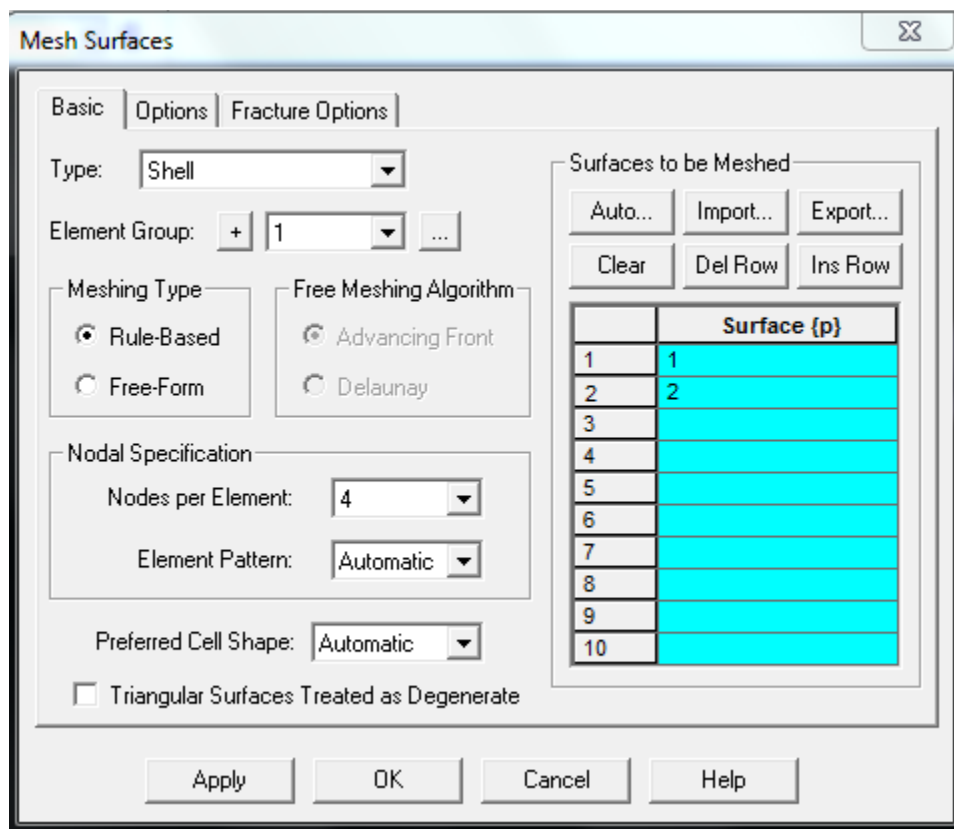 Mesh Surfaces
Basic Options Fracture Options
Type: Shell
Element Group: + 1 ...
Meshing Type
Rule-Based
Free-Form
Free Meshing Algorithm
Advancing Front
Delaunay
Nodal Specification
Nodes per Element: 4
Element Pattern: Automatic
Preferred Cell Shape: Automatic
Triangular Surfaces Treated as Degenerate
Surfaces to be Meshed
Auto... Import... Export...
Clear Del Row Ins Row
Surface {p}
1 1
2 2
3
4
5
6
7
8
9
10
Apply OK Cancel Help